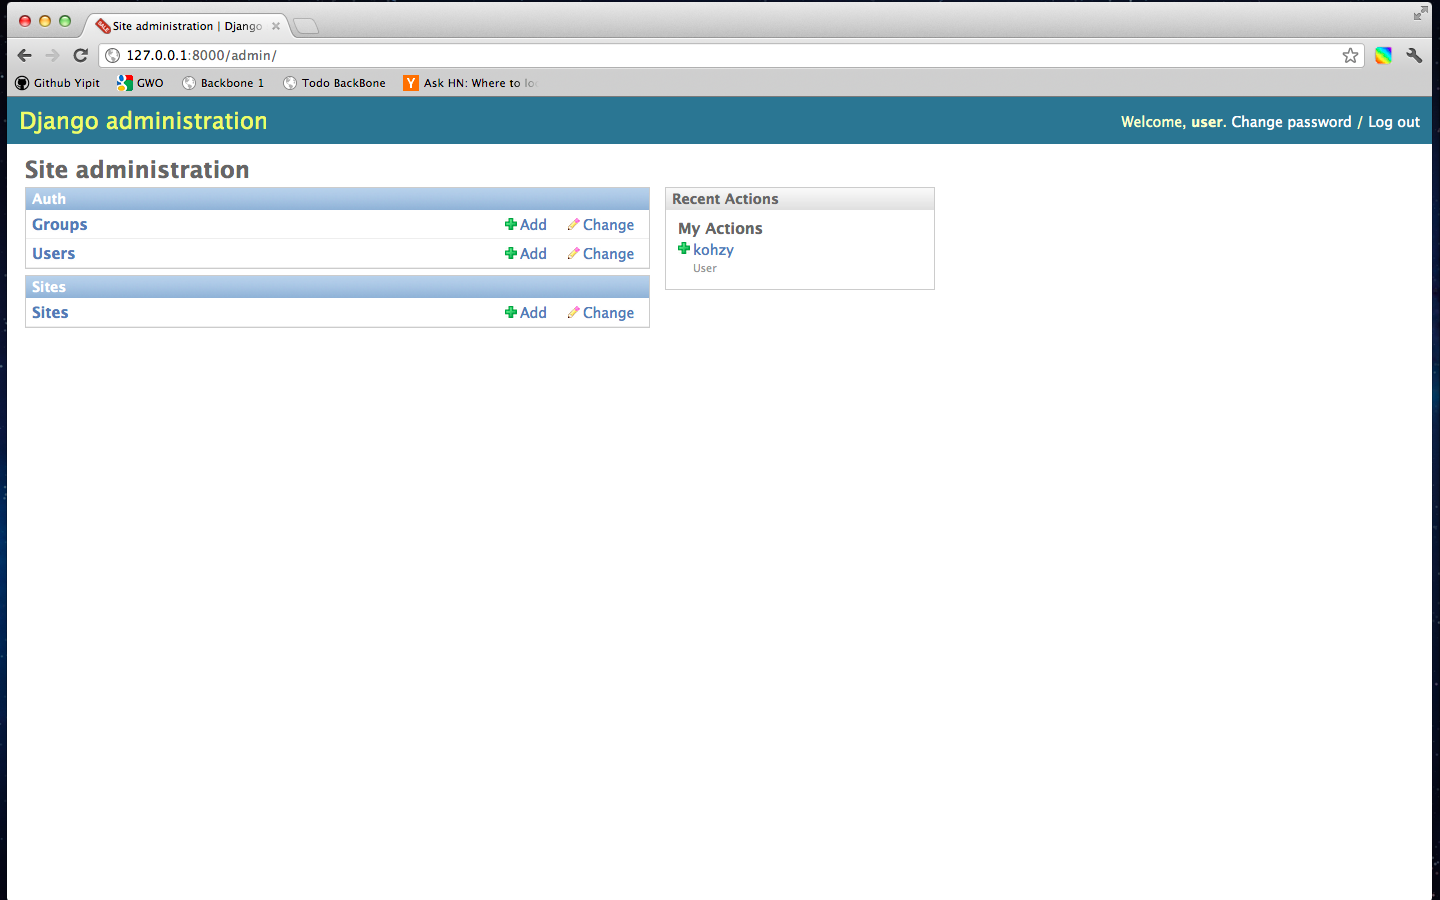 Site administration | Django
127.0.0.1:8000/admin/
Github Yipit GWO Backbone 1 Todo BackBone Ask HN: Where to
Django administration
Welcome, user. Change password / Log out
Site administration
Auth
Groups Add Change
Users Add Change
Sites
Sites Add Change
Recent Actions
My Actions
kohzy
User